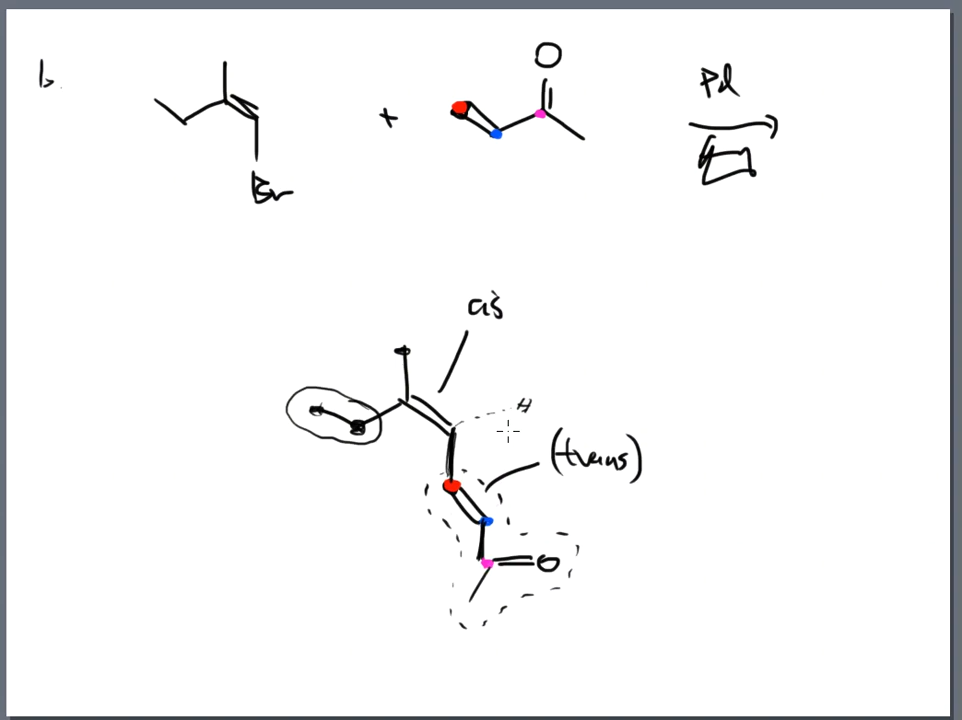 b.
O
+
Pd
Br
cis
H
(trans)
O